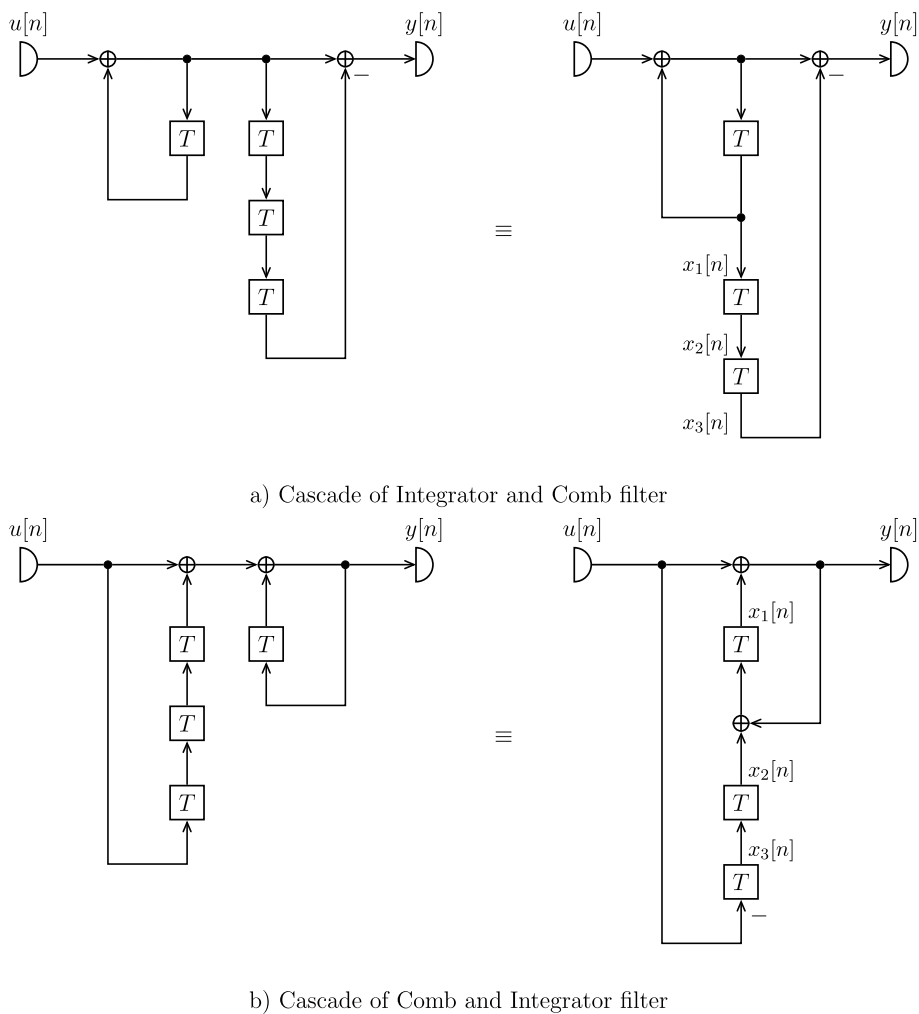 u[n] y[n] u[n] y[n]
− −
T T T
T
≡
x₁[n]
T T
x₂[n]
T
x₃[n]
a) Cascade of Integrator and Comb filter
u[n] y[n] u[n] y[n]
x₁[n]
T T T
T
≡
x₂[n]
T T
x₃[n]
T
−
b) Cascade of Comb and Integrator filter